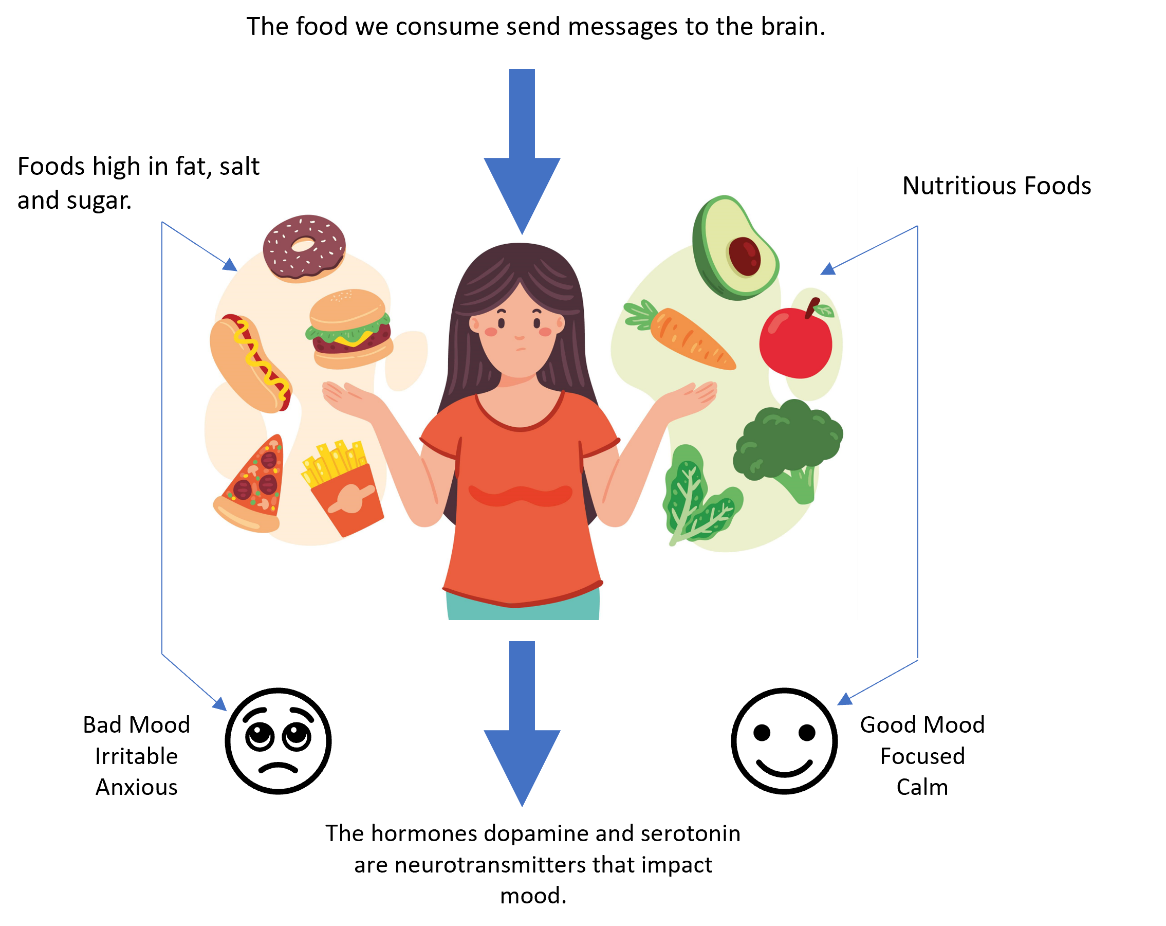 The food we consume send messages to the brain.
Foods high in fat, salt
and sugar.
Nutritious Foods
Bad Mood
Irritable
Anxious
Good Mood
Focused
Calm
The hormones dopamine and serotonin
are neurotransmitters that impact
mood.